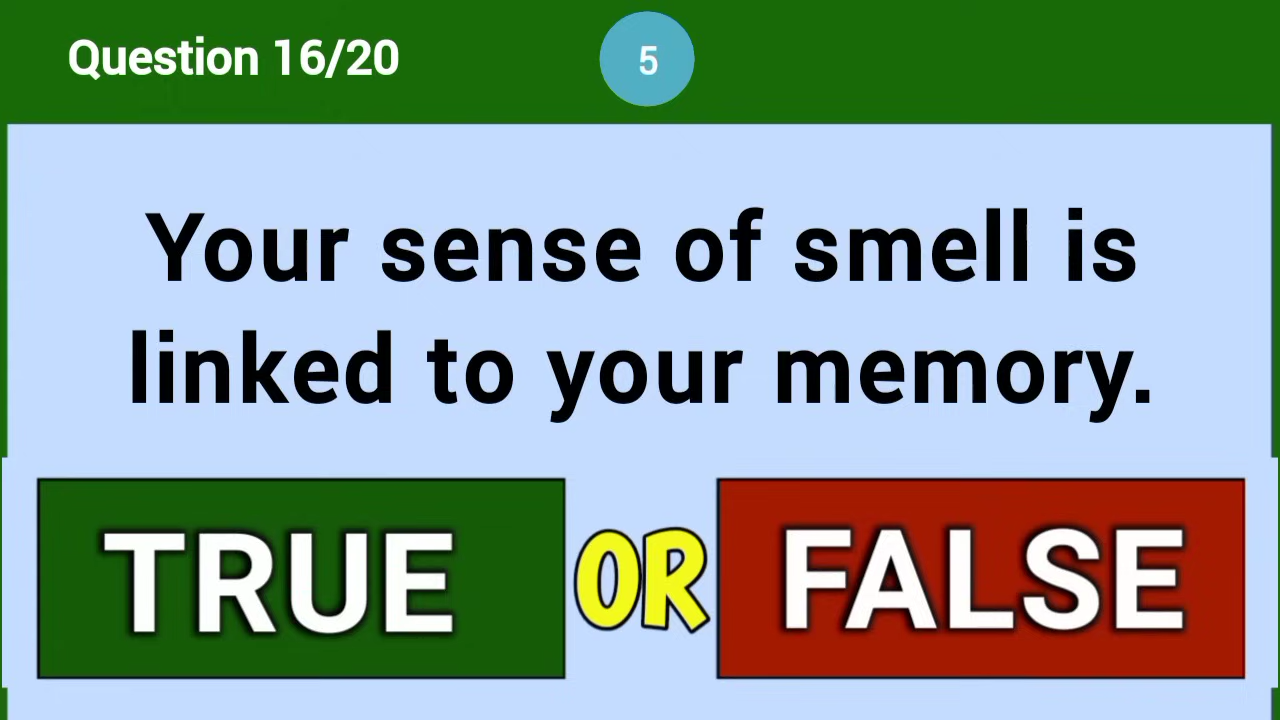 Question 16/20
5
Your sense of smell is
linked to your memory.
TRUE OR FALSE